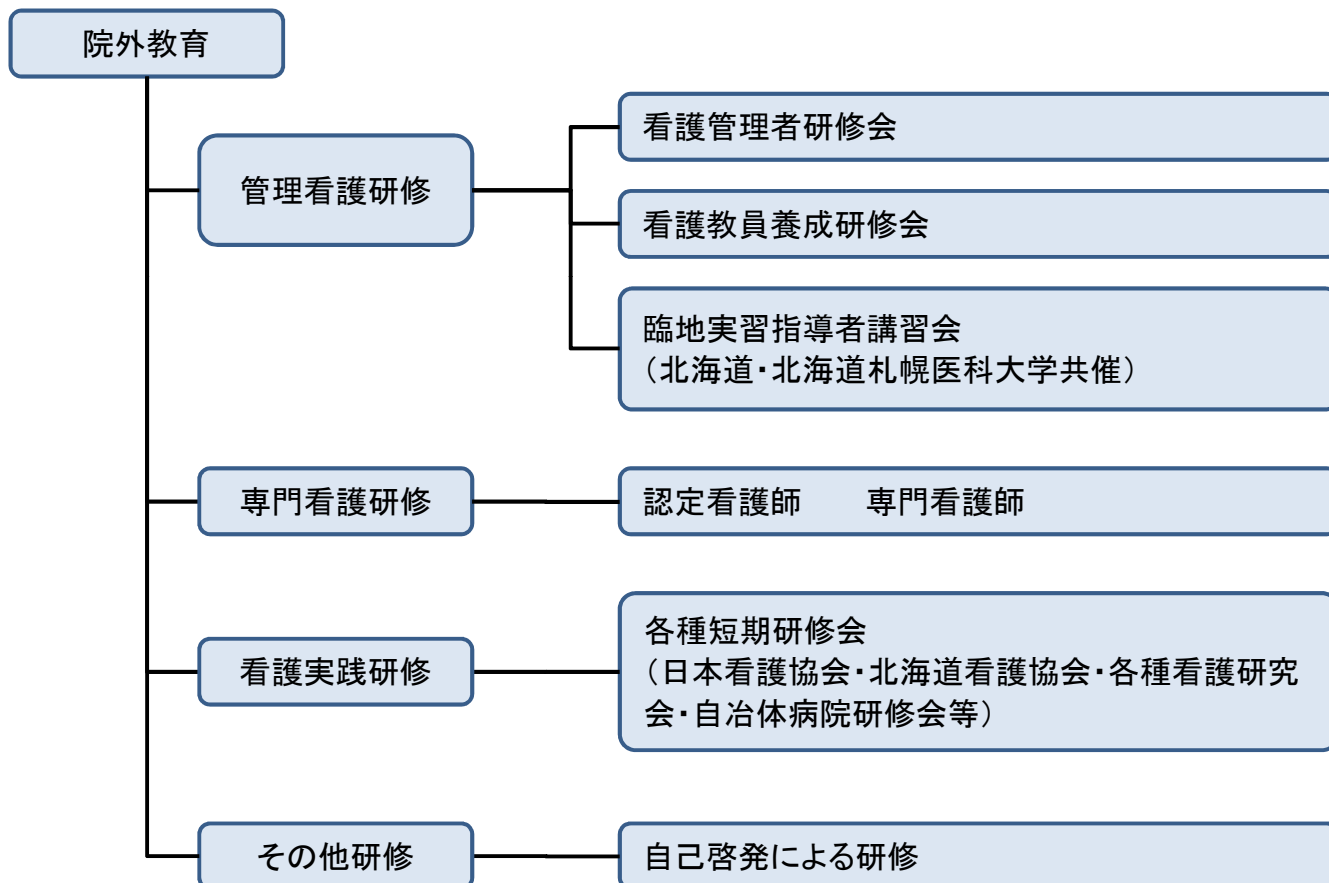 院外教育
管理看護研修
看護管理者研修会
看護教員養成研修会
臨地実習指導者講習会
（北海道・北海道札幌医科大学共催）
専門看護研修
認定看護師　　専門看護師
看護実践研修
各種短期研修会
（日本看護協会・北海道看護協会・各種看護研究
会・自冶体病院研修会等）
その他研修
自己啓発による研修